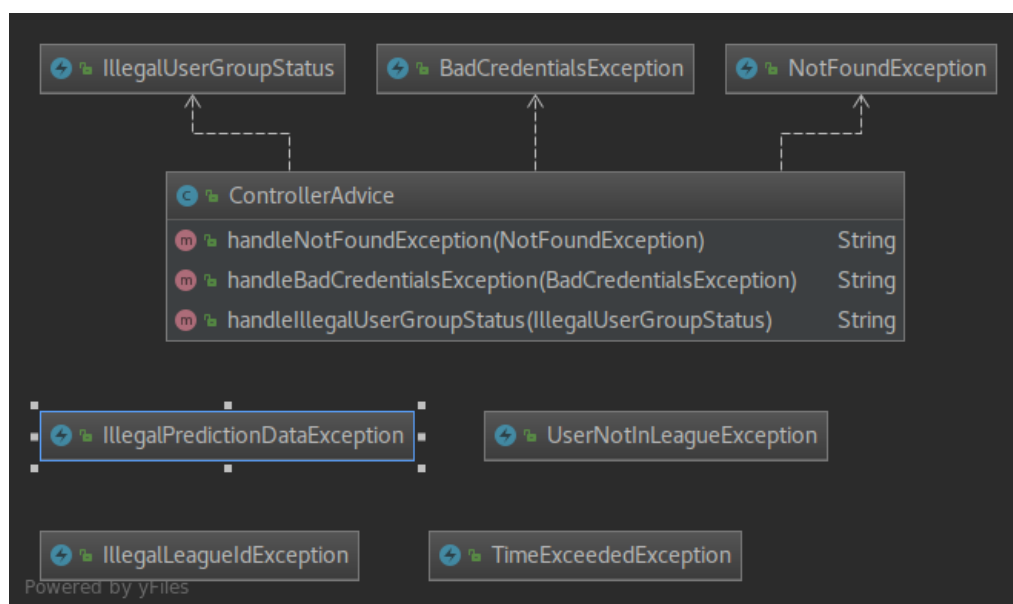 IllegalUserGroupStatus BadCredentialsException NotFoundException
ControllerAdvice
handleNotFoundException(NotFoundException) String
handleBadCredentialsException(BadCredentialsException) String
handleIllegalUserGroupStatus(IllegalUserGroupStatus) String
IllegalPredictionDataException UserNotInLeagueException
IllegalLeagueIdException TimeExceededException
Powered by yFiles